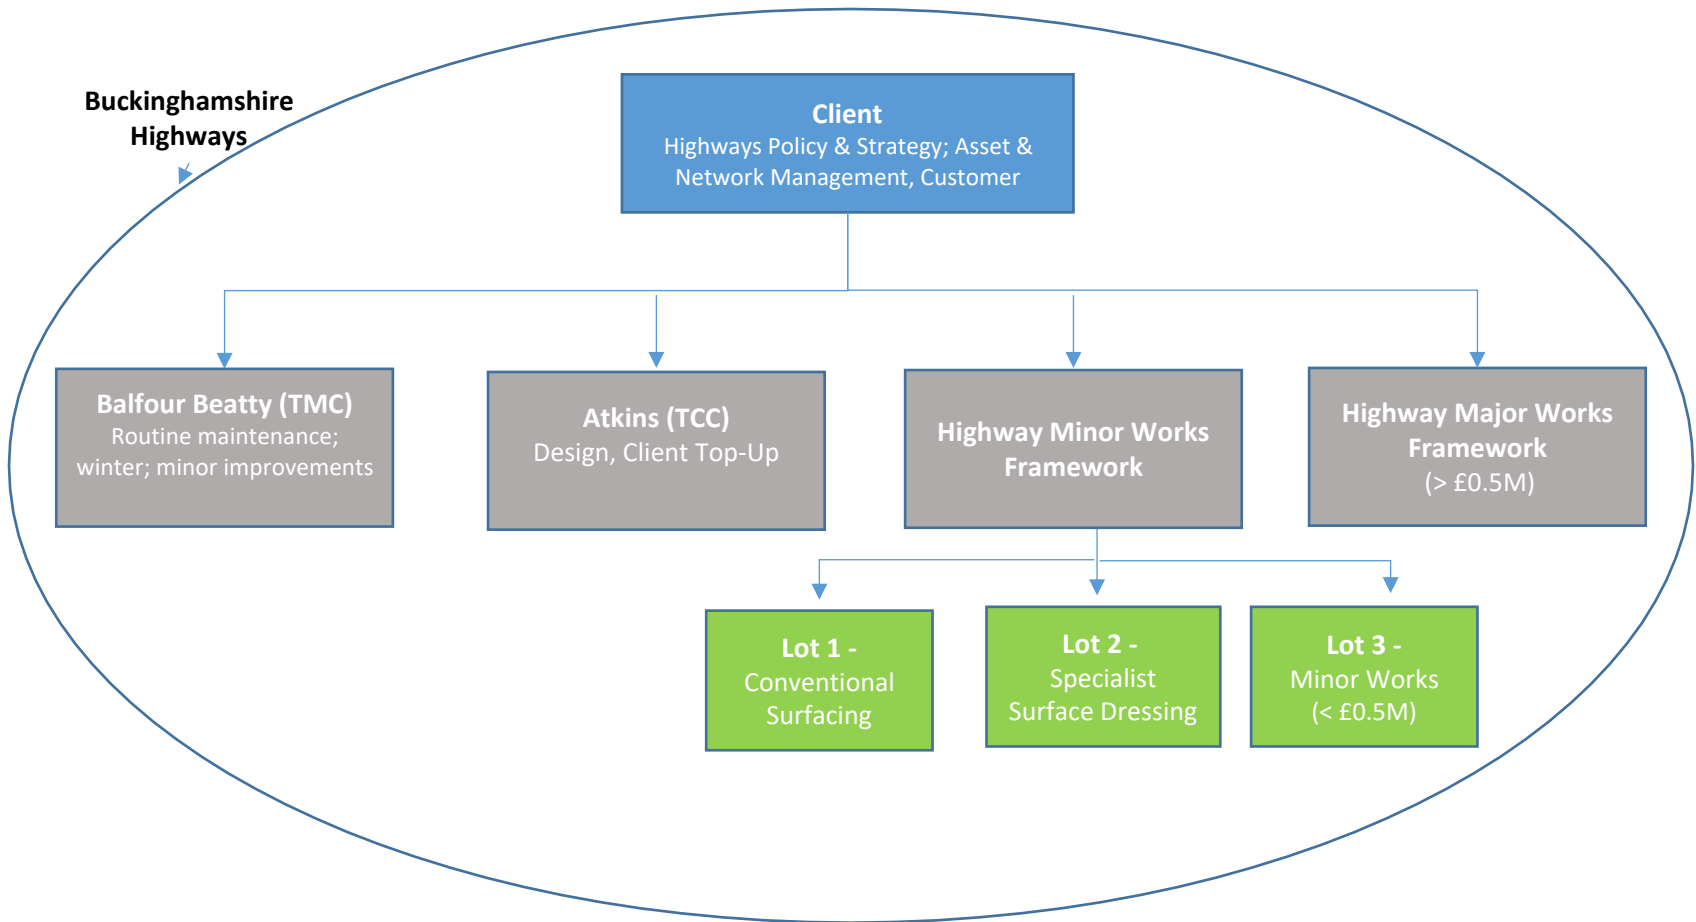 Buckinghamshire
Highways
Client
Highways Policy & Strategy; Asset &
Network Management, Customer
Balfour Beatty (TMC)
Routine maintenance;
winter; minor improvements
Atkins (TCC)
Design, Client Top-Up
Highway Minor Works
Framework
Highway Major Works
Framework
(> £0.5M)
Lot 1 -
Conventional
Surfacing
Lot 2 -
Specialist
Surface Dressing
Lot 3 -
Minor Works
(< £0.5M)